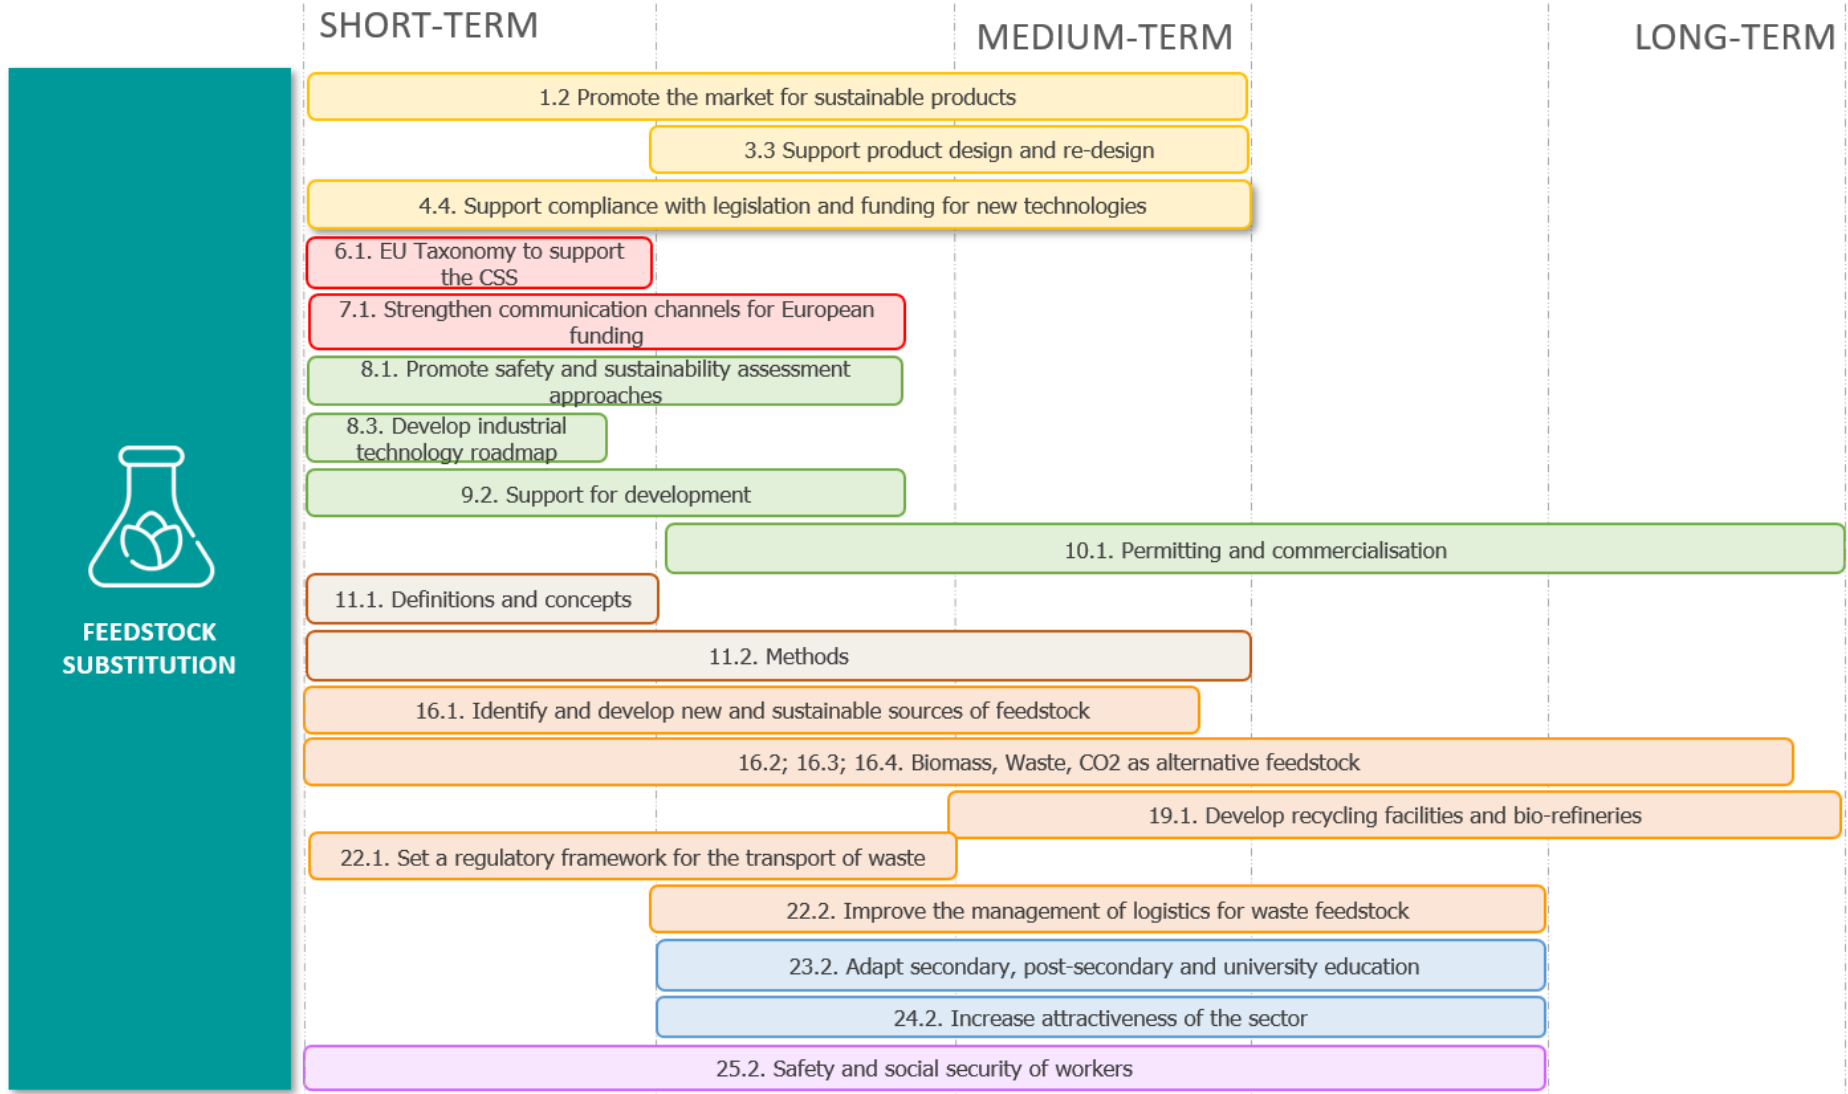 SHORT-TERM
MEDIUM-TERM
LONG-TERM
1.2 Promote the market for sustainable products
3.3 Support product design and re-design
4.4. Support compliance with legislation and funding for new technologies
6.1. EU Taxonomy to support
the CSS
7.1. Strengthen communication channels for European
funding
8.1. Promote safety and sustainability assessment
approaches
8.3. Develop industrial
technology roadmap
9.2. Support for development
10.1. Permitting and commercialisation
11.1. Definitions and concepts
FEEDSTOCK
SUBSTITUTION
11.2. Methods
16.1. Identify and develop new and sustainable sources of feedstock
16.2; 16.3; 16.4. Biomass, Waste, CO2 as alternative feedstock
19.1. Develop recycling facilities and bio-refineries
22.1. Set a regulatory framework for the transport of waste
22.2. Improve the management of logistics for waste feedstock
23.2. Adapt secondary, post-secondary and university education
24.2. Increase attractiveness of the sector
25.2. Safety and social security of workers